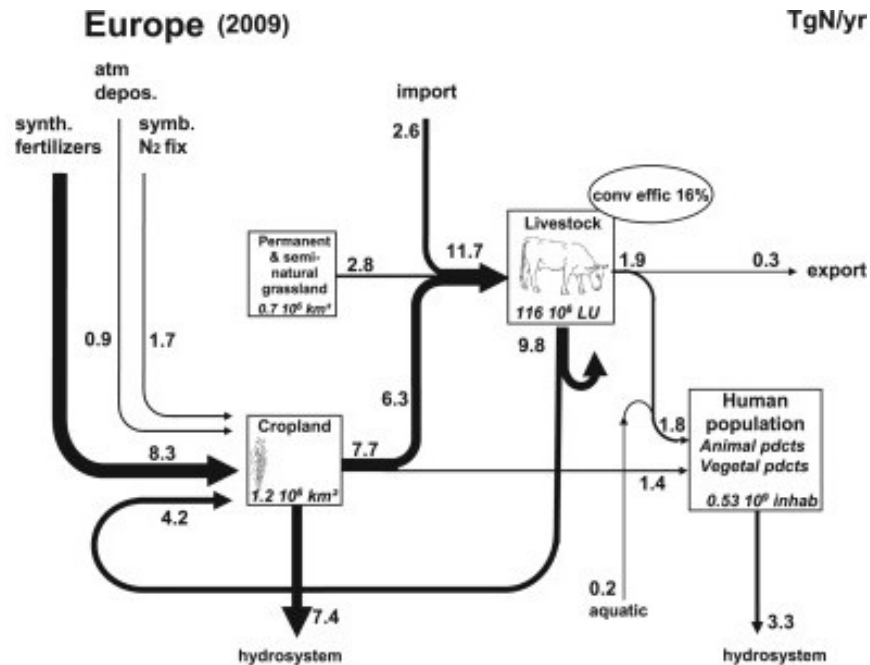 Europe (2009)
TgN/yr
atm
depos.
import
synth.
fertilizers
symb.
N2 fix
2.6
conv effic 16%
Livestock
Permanent
& semi-
natural
grassland
0.7 10⁶ km²
2.8
11.7
1.9
0.3
export
116 10⁶ LU
0.9
1.7
9.8
6.3
Human
population
Animal pdcts
Vegetal pdcts
0.53 10⁹ inhab
Cropland
1.8
8.3
7.7
1.2 10⁶ km²
1.4
4.2
0.2
aquatic
7.4
3.3
hydrosystem
hydrosystem